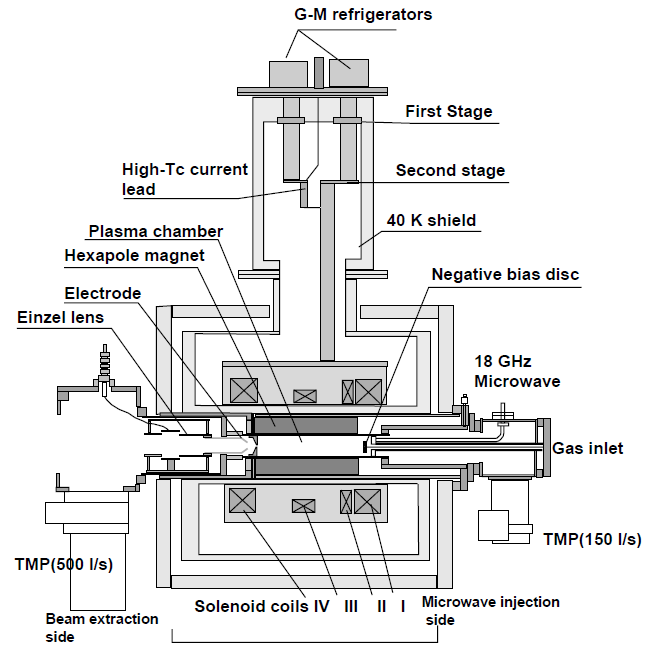 G-M refrigerators
First Stage
High-Tc current
lead
Second stage
40 K shield
Plasma chamber
Hexapole magnet
Negative bias disc
Electrode
Einzel lens
18 GHz
Microwave
Gas inlet
TMP(500 l/s)
TMP(150 l/s)
Solenoid coils IV III II I
Microwave injection
side
Beam extraction
side